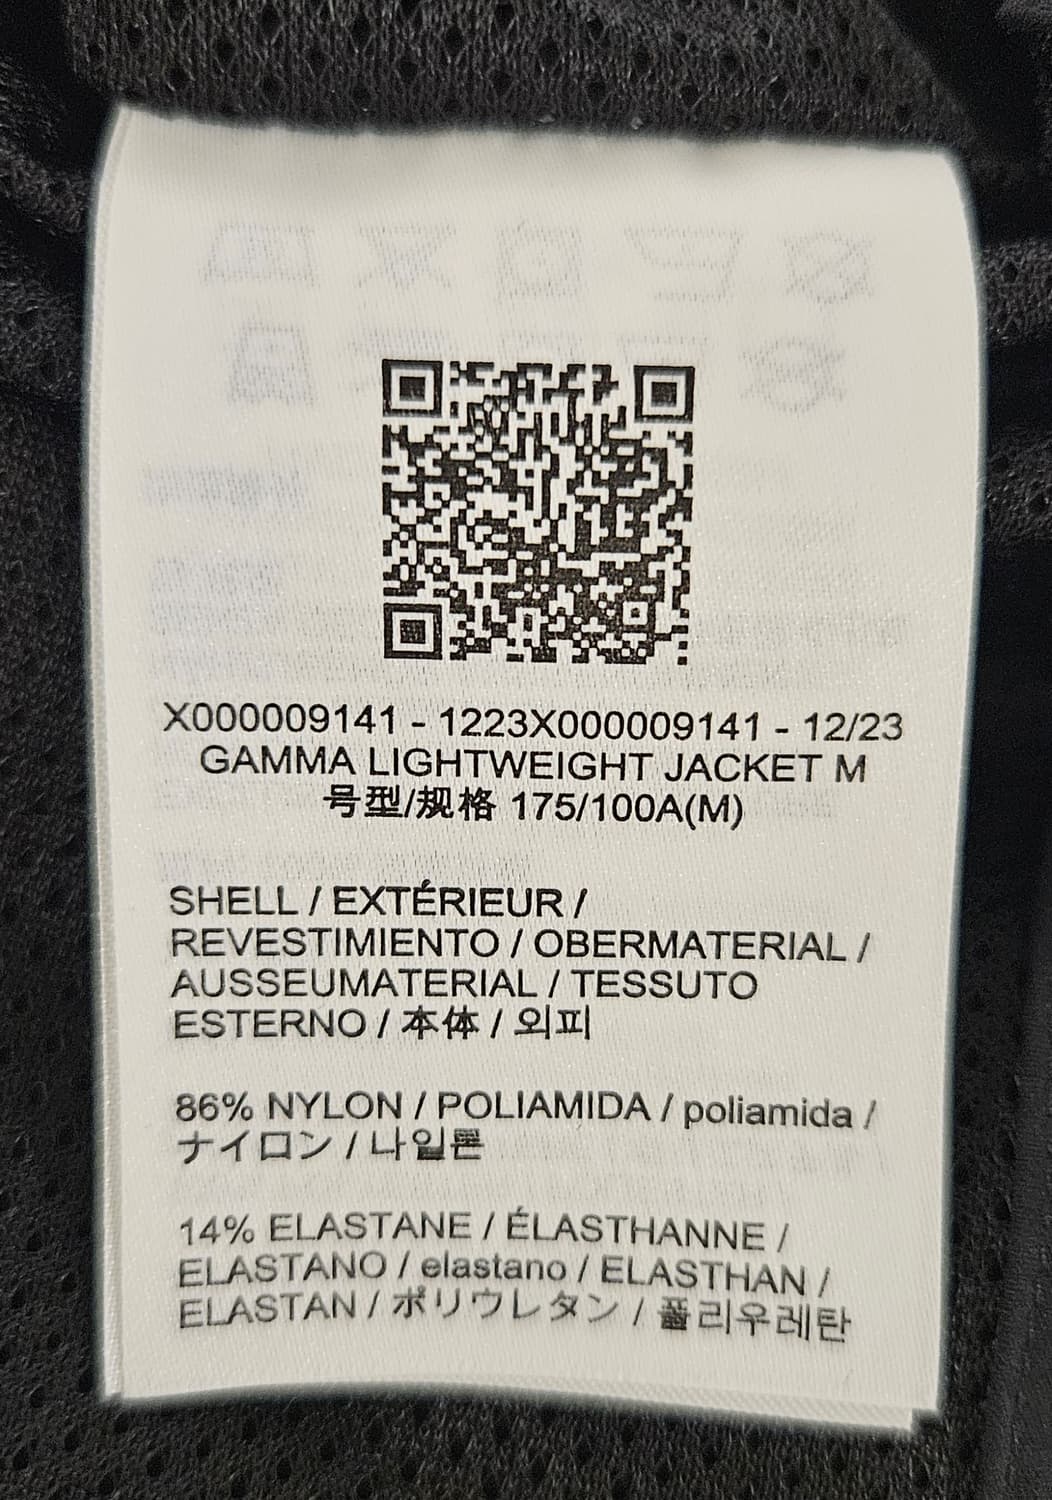 X000009141 - 1223X000009141 - 12/23
GAMMA LIGHTWEIGHT JACKET M
号型/规格 175/100A(M)
SHELL / EXTÉRIEUR /
REVESTIMIENTO / OBERMATERIAL /
AUSSEUMATERIAL / TESSUTO
ESTERNO / 本体 / 외피
86% NYLON / POLIAMIDA / poliamida /
ナイロン / 나일론
14% ELASTANE / ÉLASTHANNE /
ELASTANO / elastano / ELASTHAN /
ELASTAN / ポリウレタン / 폴리우레탄